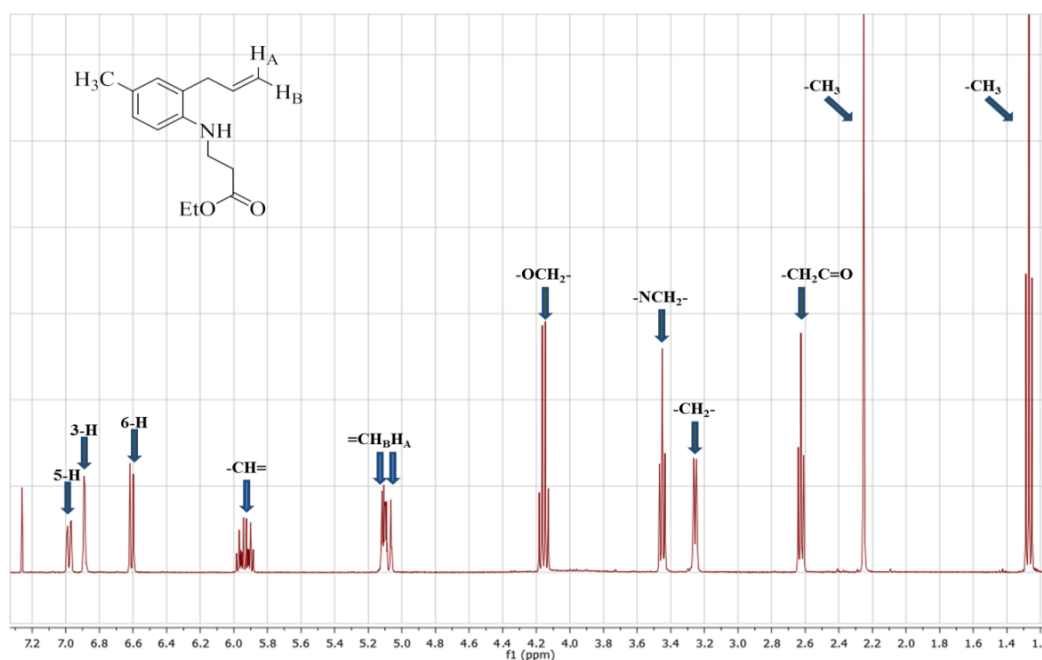 H_A
H_B
H₃C
NH
EtO
O
-CH₃
-CH₃
-OCH₂-
-NCH₂-
-CH₂C=O
-CH₂-
=CH_BH_A
-CH=
6-H
3-H
5-H
7.2 7.0 6.8 6.6 6.4 6.2 6.0 5.8 5.6 5.4 5.2 5.0 4.8 4.6 4.4 4.2 4.0 3.8 3.6 3.4 3.2 3.0 2.8 2.6 2.4 2.2 2.0 1.8 1.6 1.4 1.2 1.
f1 (ppm)